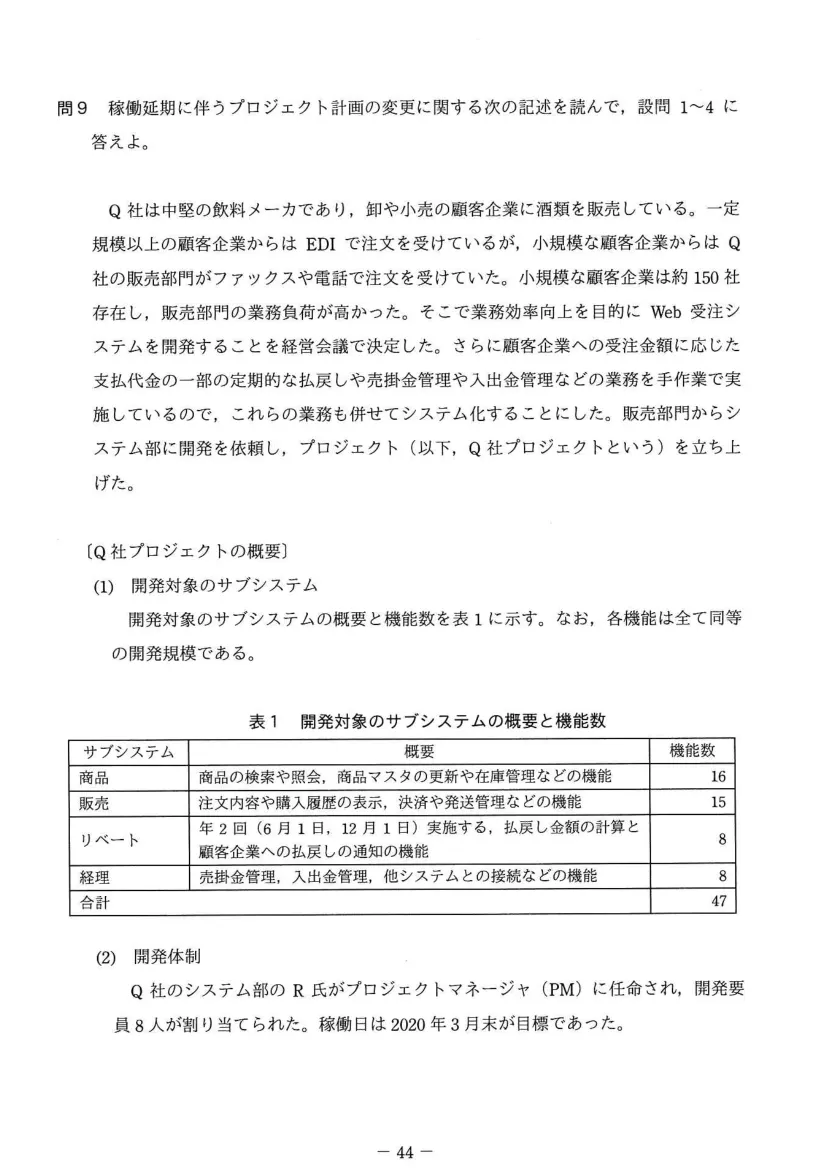 問9 稼働延期に伴うプロジェクト計画の変更に関する次の記述を読んで，設問 1～4 に
答えよ。
Q 社は中堅の飲料メーカであり，卸や小売の顧客企業に酒類を販売している。一定
規模以上の顧客企業からは EDI で注文を受けているが，小規模な顧客企業からは Q
社の販売部門がファックスや電話で注文を受けていた。小規模な顧客企業は約 150 社
存在し，販売部門の業務負荷が高かった。そこで業務効率向上を目的に Web 受注シ
ステムを開発することを経営会議で決定した。さらに顧客企業への受注金額に応じた
支払代金の一部の定期的な払戻しや売掛金管理や入出金管理などの業務を手作業で実
施しているので，これらの業務も併せてシステム化することにした。販売部門からシ
ステム部に開発を依頼し，プロジェクト（以下，Q 社プロジェクトという）を立ち上
げた。
〔Q 社プロジェクトの概要〕
(1) 開発対象のサブシステム
開発対象のサブシステムの概要と機能数を表 1 に示す。なお，各機能は全て同等
の開発規模である。
表1 開発対象のサブシステムの概要と機能数
サブシステム 概要 機能数
商品 商品の検索や照会，商品マスタの更新や在庫管理などの機能 16
販売 注文内容や購入履歴の表示，決済や発送管理などの機能 15
リベート 年 2 回（6 月 1 日，12 月 1 日）実施する，払戻し金額の計算と
顧客企業への払戻しの通知の機能 8
経理 売掛金管理，入出金管理，他システムとの接続などの機能 8
合計 47
(2) 開発体制
Q 社のシステム部の R 氏がプロジェクトマネージャ（PM）に任命され，開発要
員 8 人が割り当てられた。稼働日は 2020 年 3 月末が目標であった。
－ 44 －